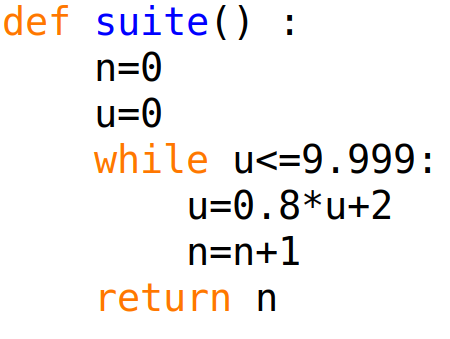 def suite() :
    n=0
    u=0
    while u<=9.999:
        u=0.8*u+2
        n=n+1
    return n